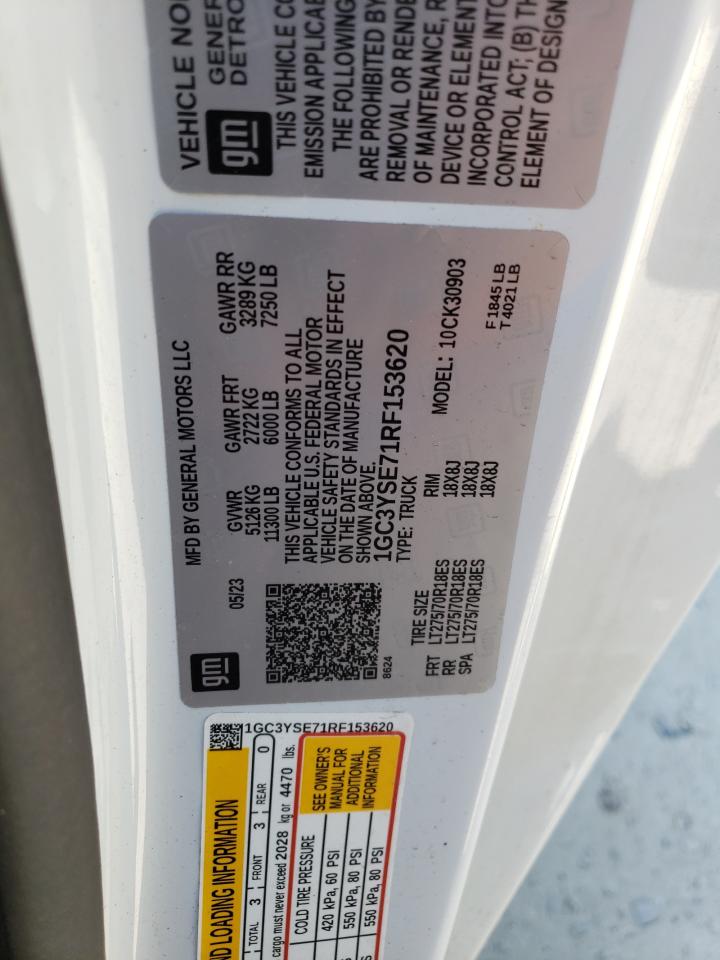 VEHICLE NOI
gm
GENER
DETRO
THIS VEHICLE CO
EMISSION APPLICAB
THE FOLLOWING
ARE PROHIBITED BY
REMOVAL OR RENDE
OF MAINTENANCE, R
DEVICE OR ELEMENT
INCORPORATED INTO
CONTROL ACT; (B) TH
ELEMENT OF DESIGN
gm
MFD BY GENERAL MOTORS LLC
05/23 GVWR GAWR FRT GAWR RR
5126 KG 2722 KG 3289 KG
11300 LB 6000 LB 7250 LB
THIS VEHICLE CONFORMS TO ALL
APPLICABLE U.S. FEDERAL MOTOR
VEHICLE SAFETY STANDARDS IN EFFECT
ON THE DATE OF MANUFACTURE
SHOWN ABOVE.
1GC3YSE71RF153620
8624 TYPE: TRUCK
TIRE SIZE RIM MODEL: 10CK30903
FRT LT275/70R18ES 18X8J
RR LT275/70R18ES 18X8J
SPA LT275/70R18ES 18X8J
F 1845 LB
T 4021 LB
1GC3YSE71RF153620
ND LOADING INFORMATION
TOTAL 3 FRONT 3 REAR 0
cargo must never exceed 2028 kg or 4470 lbs.
COLD TIRE PRESSURE
420 kPa, 60 PSI
550 kPa, 80 PSI
550 kPa, 80 PSI
SEE OWNER'S
MANUAL FOR
ADDITIONAL
INFORMATION